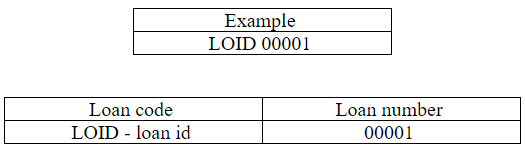 Example
LOID 00001
Loan code Loan number
LOID - loan id 00001